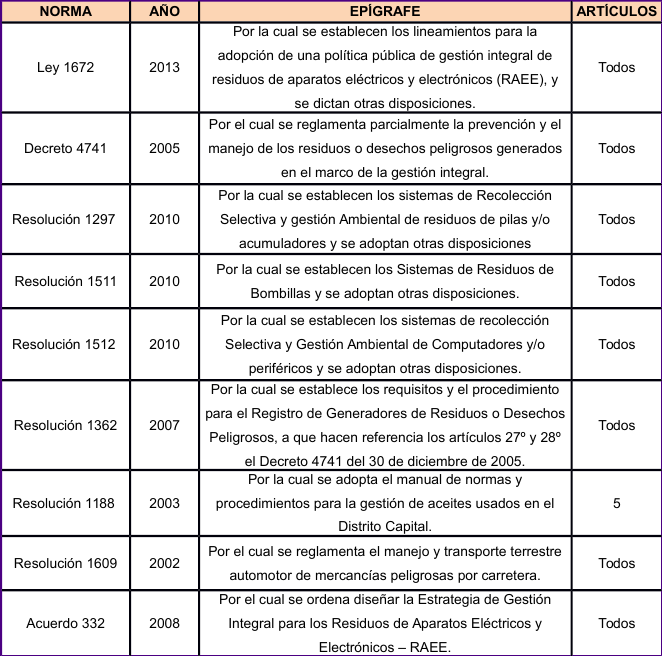 NORMA AÑO EPÍGRAFE ARTÍCULOS
Por la cual se establecen los lineamientos para la
adopción de una política pública de gestión integral de
Ley 1672 2013 residuos de aparatos eléctricos y electrónicos (RAEE), y Todos
se dictan otras disposiciones.
Por el cual se reglamenta parcialmente la prevención y el
Decreto 4741 2005 manejo de los residuos o desechos peligrosos generados Todos
en el marco de la gestión integral.
Por la cual se establecen los sistemas de Recolección
Resolución 1297 2010 Selectiva y gestión Ambiental de residuos de pilas y/o Todos
acumuladores y se adoptan otras disposiciones
Por la cual se establecen los Sistemas de Residuos de
Resolución 1511 2010 Bombillas y se adoptan otras disposiciones. Todos
Por la cual se establecen los sistemas de recolección
Resolución 1512 2010 Selectiva y Gestión Ambiental de Computadores y/o Todos
periféricos y se adoptan otras disposiciones.
Por la cual se establece los requisitos y el procedimiento
para el Registro de Generadores de Residuos o Desechos
Resolución 1362 2007 Peligrosos, a que hacen referencia los artículos 27º y 28º Todos
el Decreto 4741 del 30 de diciembre de 2005.
Por la cual se adopta el manual de normas y
Resolución 1188 2003 procedimientos para la gestión de aceites usados en el 5
Distrito Capital.
Por el cual se reglamenta el manejo y transporte terrestre
Resolución 1609 2002 automotor de mercancías peligrosas por carretera. Todos
Por el cual se ordena diseñar la Estrategia de Gestión
Acuerdo 332 2008 Integral para los Residuos de Aparatos Eléctricos y Todos
Electrónicos – RAEE.